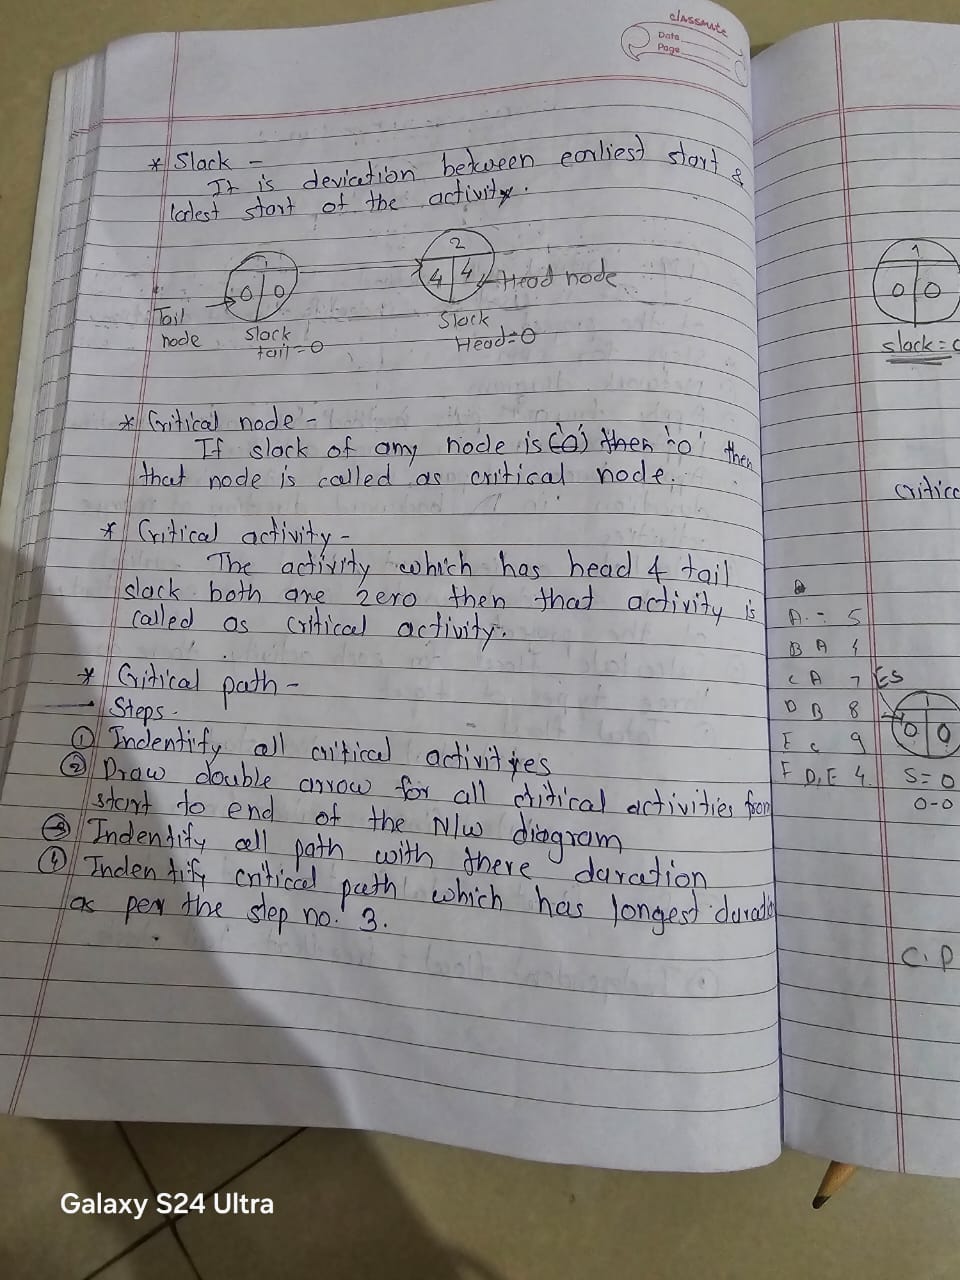 classmate
Date
Page
* Slack -
It is deviation between earliest start &
latest start of the activity.
1
0 0
2
4 4
Head node
Tail
node
Slack
tail = 0
Slack
Head = 0
* Critical node -
If slack of any node is (0) then '0' then
that node is called as critical node.
* Critical activity -
The activity which has head & tail
slack both are zero then that activity is
called as critical activity.
* Critical path -
Steps -
① Indentify all critical activities
② Draw double arrow for all critical activities from
start to end of the N/W diagram
③ Indentify all path with there duration
④ Indentify critical path which has longest duratio
as per the step no. 3.
1
0 0
slack = 0
critica
A - 5
B A 4
C A 7
D B 8
E C 9
F D, E 4
ES
1
0 0
S = 0
0-0
C.P
Galaxy S24 Ultra